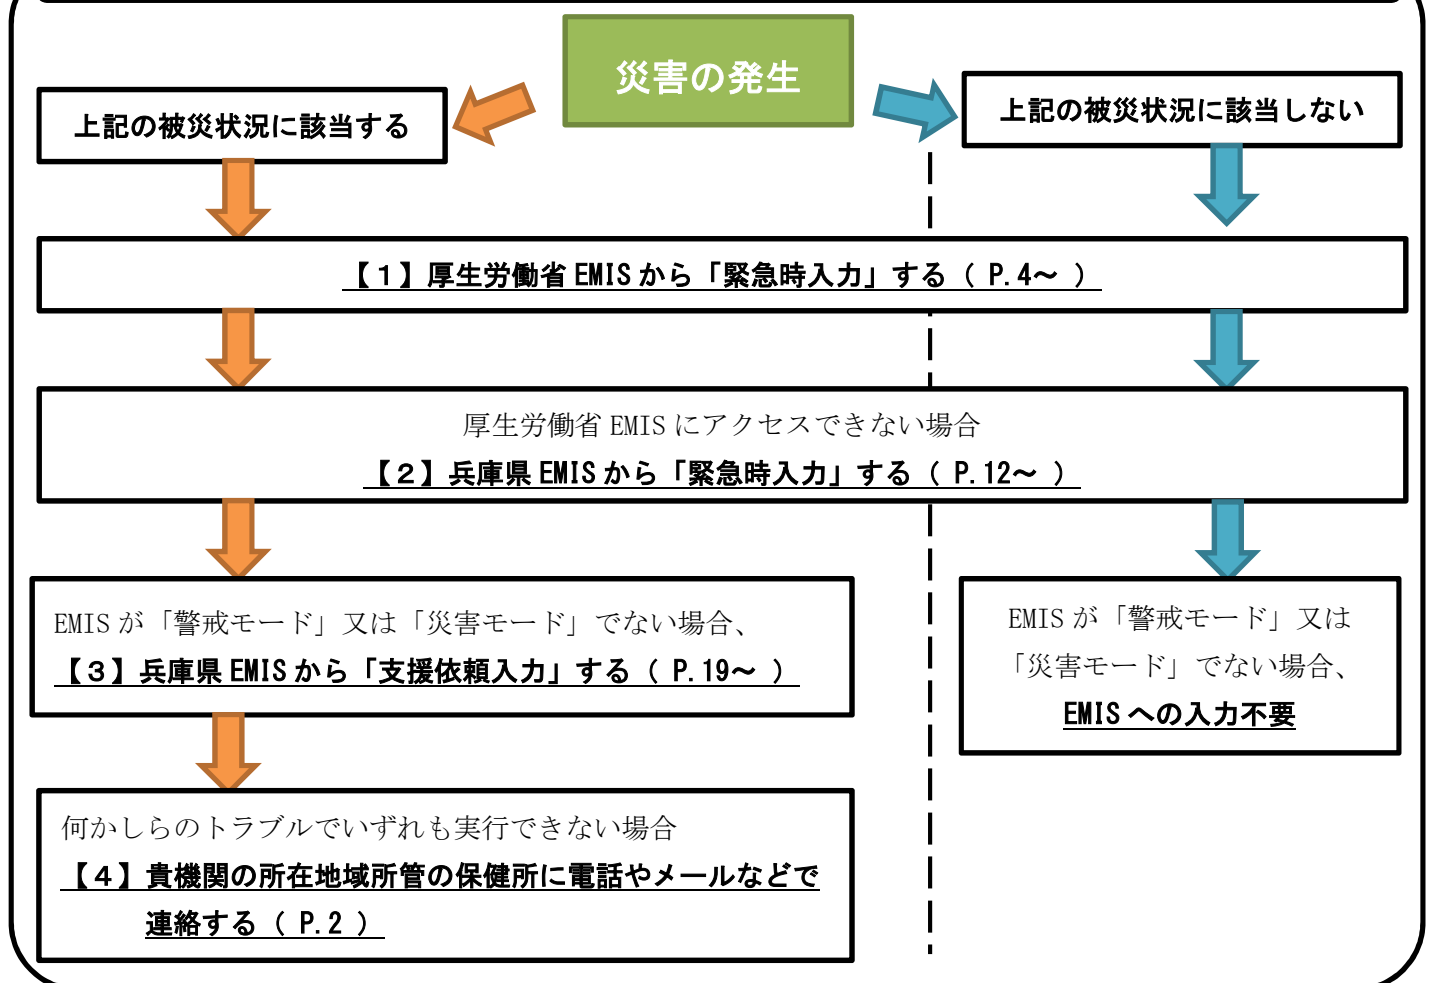 災害の発生
上記の被災状況に該当する
上記の被災状況に該当しない
【１】厚生労働省 EMIS から「緊急時入力」する（ P.4～ ）
厚生労働省 EMIS にアクセスできない場合
【２】兵庫県 EMIS から「緊急時入力」する（ P.12～ ）
EMIS が「警戒モード」又は「災害モード」でない場合、
【３】兵庫県 EMIS から「支援依頼入力」する（ P.19～ ）
EMIS が「警戒モード」又は
「災害モード」でない場合、
EMIS への入力不要
何かしらのトラブルでいずれも実行できない場合
【４】貴機関の所在地域所管の保健所に電話やメールなどで
連絡する（ P.2 ）